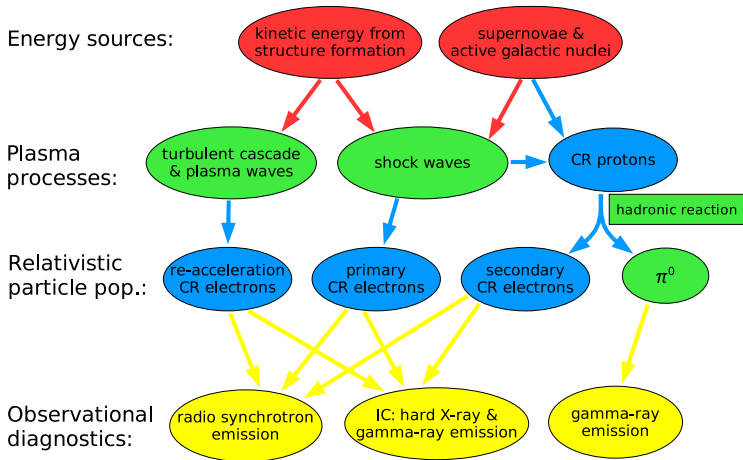 Energy sources:
kinetic energy from
structure formation
supernovae &
active galactic nuclei
Plasma
processes:
turbulent cascade
& plasma waves
shock waves
CR protons
hadronic reaction
Relativistic
particle pop.:
re-acceleration
CR electrons
primary
CR electrons
secondary
CR electrons
π⁰
Observational
diagnostics:
radio synchrotron
emission
IC: hard X-ray &
gamma-ray emission
gamma-ray
emission